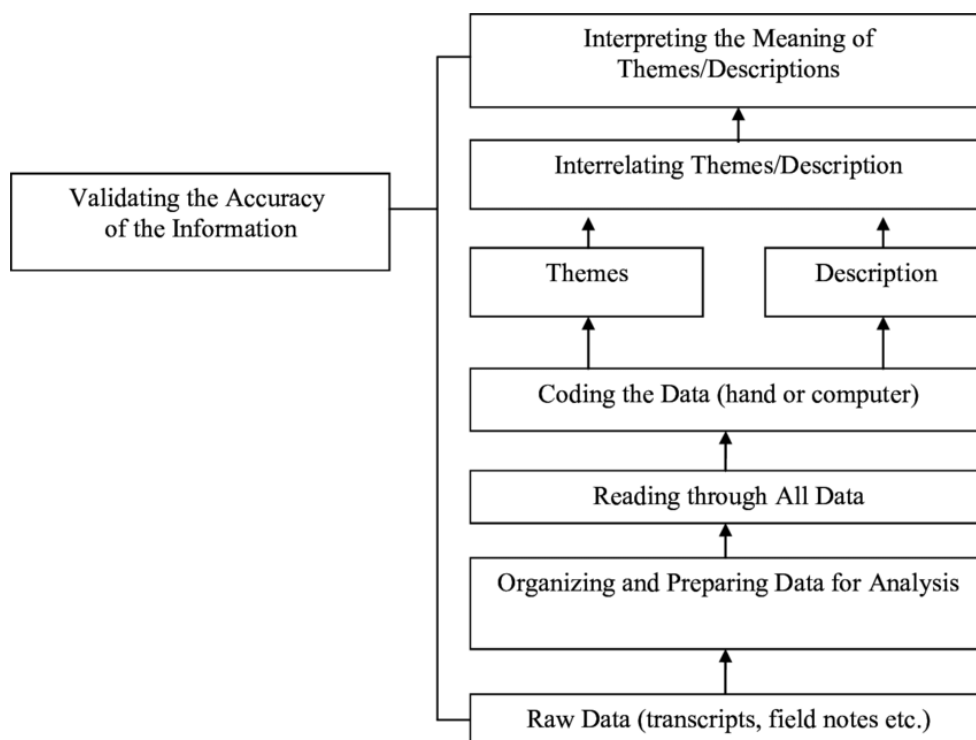 Interpreting the Meaning of
Themes/Descriptions
Interrelating Themes/Description
Validating the Accuracy
of the Information
Themes
Description
Coding the Data (hand or computer)
Reading through All Data
Organizing and Preparing Data for Analysis
Raw Data (transcripts, field notes etc.)